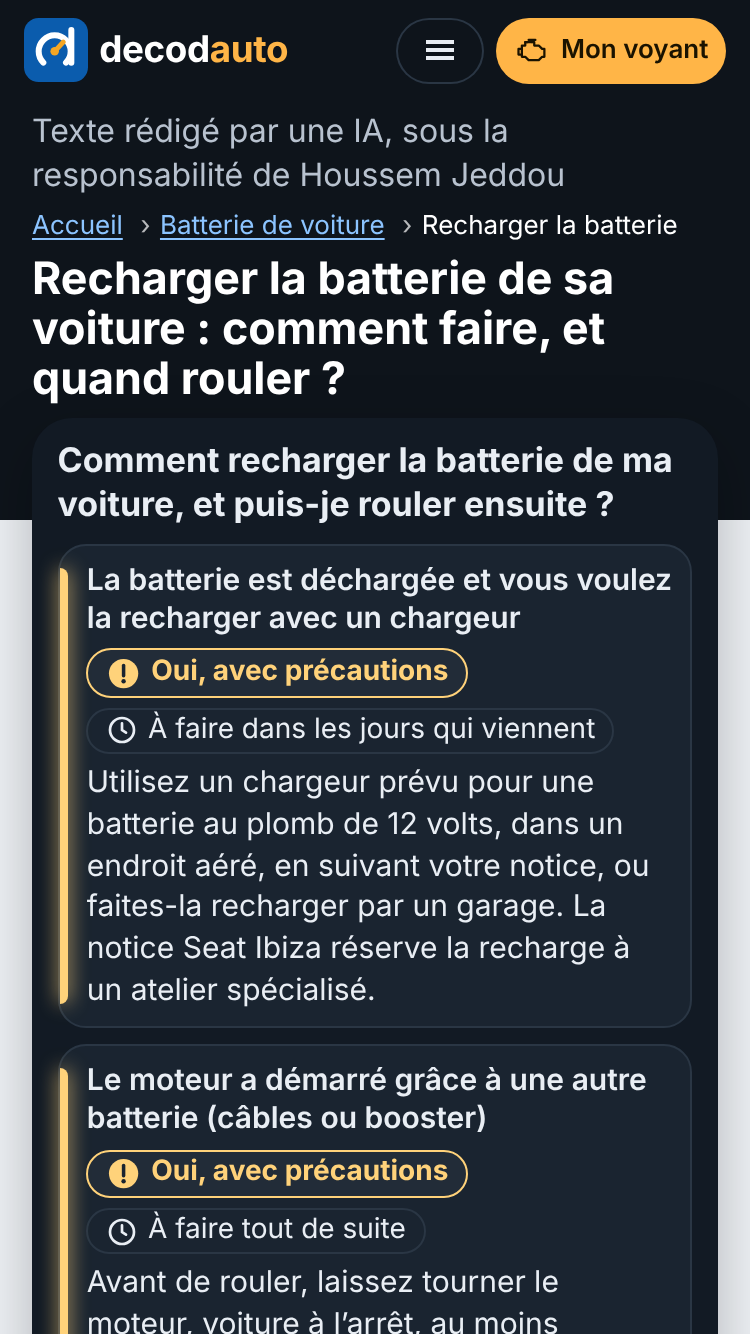 decodauto
Mon voyant
Texte rédigé par une IA, sous la
responsabilité de Houssem Jeddou
Accueil › Batterie de voiture › Recharger la batterie
Recharger la batterie de sa
voiture : comment faire, et
quand rouler ?
Comment recharger la batterie de ma
voiture, et puis-je rouler ensuite ?
La batterie est déchargée et vous voulez
la recharger avec un chargeur
Oui, avec précautions
À faire dans les jours qui viennent
Utilisez un chargeur prévu pour une
batterie au plomb de 12 volts, dans un
endroit aéré, en suivant votre notice, ou
faites-la recharger par un garage. La
notice Seat Ibiza réserve la recharge à
un atelier spécialisé.
Le moteur a démarré grâce à une autre
batterie (câbles ou booster)
Oui, avec précautions
À faire tout de suite
Avant de rouler, laissez tourner le
moteur, voiture à l’arrêt, au moins